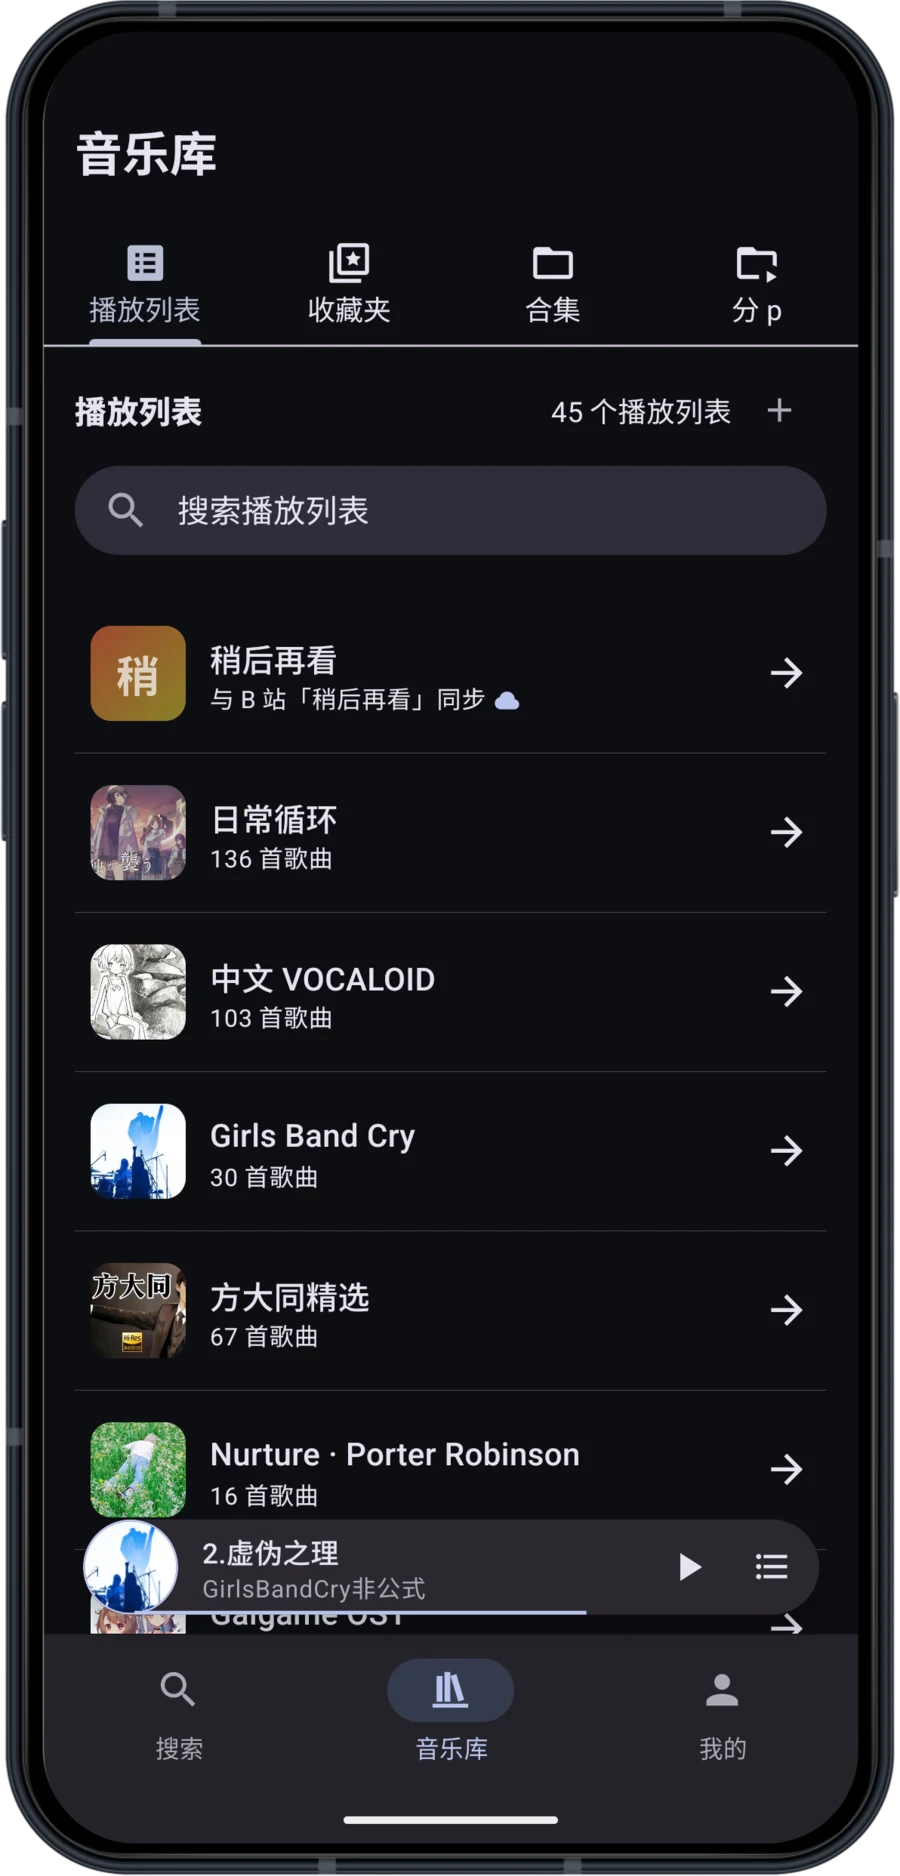 音乐库
播放列表
收藏夹
合集
分 p
播放列表
45 个播放列表
搜索播放列表
稍
稍后再看
与 B 站「稍后再看」同步
日常循环
136 首歌曲
中文 VOCALOID
103 首歌曲
Girls Band Cry
30 首歌曲
方大同
Hi-Res
AUDIO
方大同精选
67 首歌曲
Nurture · Porter Robinson
16 首歌曲
2.虚伪之理
GirlsBandCry非公式
Galgame OST
搜索
音乐库
我的